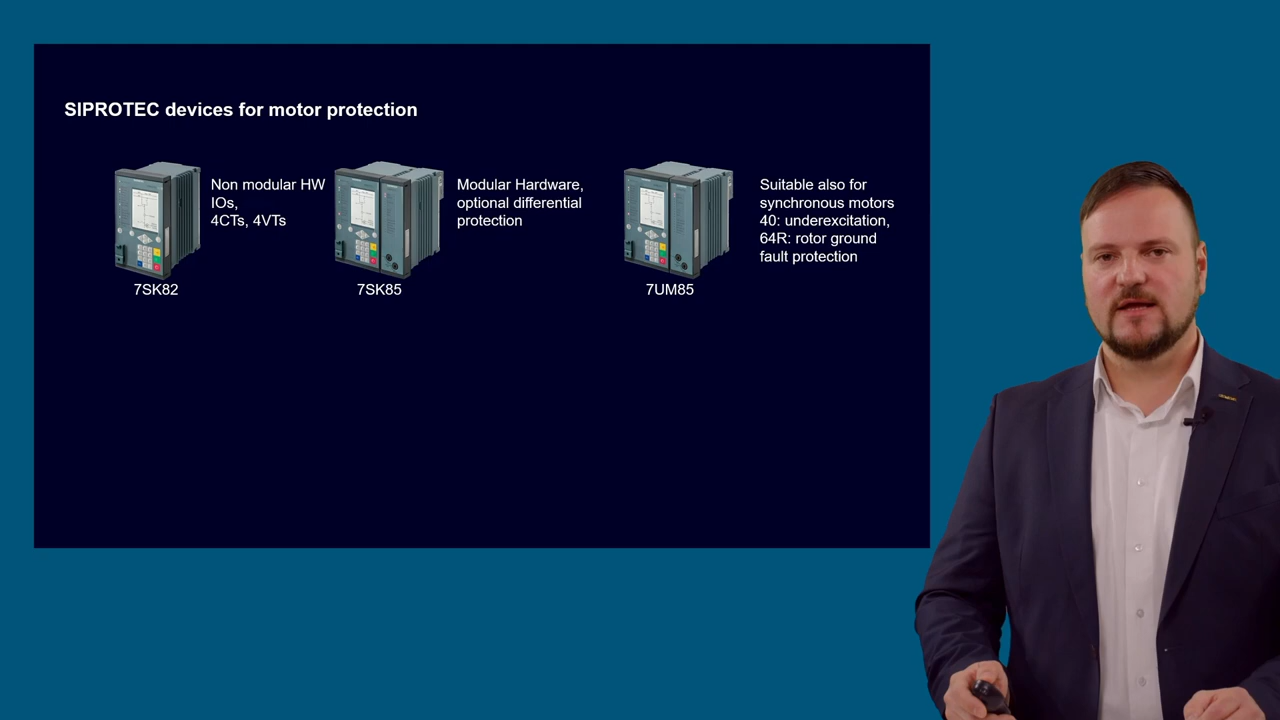 SIPROTEC devices for motor protection
Non modular HW
IOs,
4CTs, 4VTs
7SK82
Modular Hardware,
optional differential
protection
7SK85
Suitable also for
synchronous motors
40: underexcitation,
64R: rotor ground
fault protection
7UM85